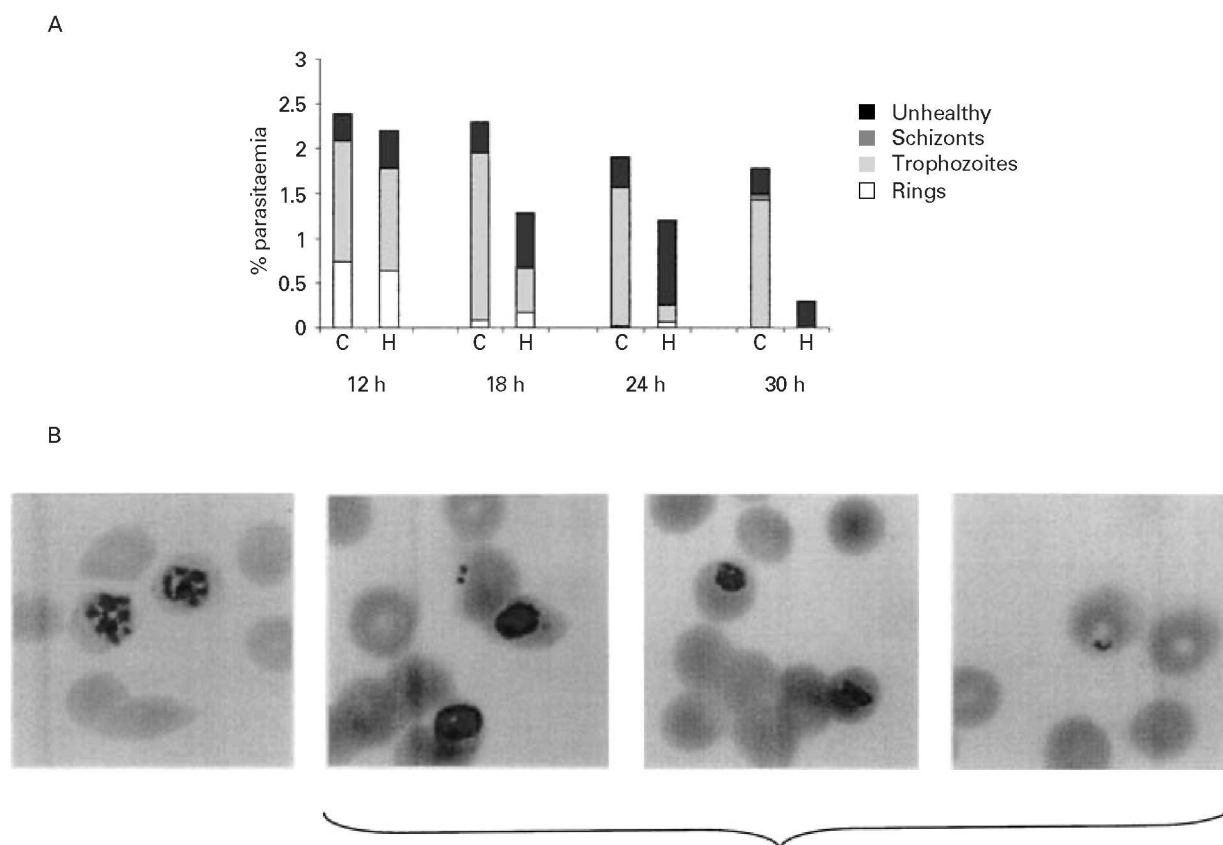 A
3
2.5
2
1.5
1
0.5
0
% parasitaemia
Unhealthy
Schizonts
Trophozoites
Rings
C H C H C H C H
12 h 18 h 24 h 30 h
B